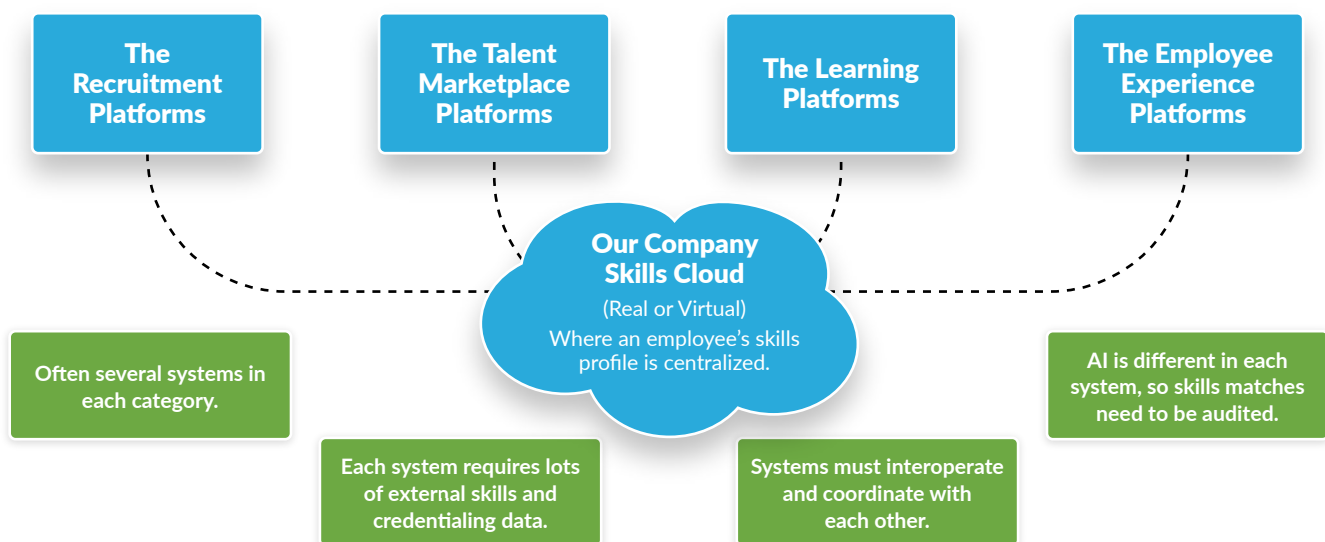 The
Recruitment
Platforms
The Talent
Marketplace
Platforms
The Learning
Platforms
The Employee
Experience
Platforms
Our Company
Skills Cloud
(Real or Virtual)
Where an employee’s skills
profile is centralized.
Often several systems in
each category.
Each system requires lots
of external skills and
credentialing data.
Systems must interoperate
and coordinate with
each other.
AI is different in each
system, so skills matches
need to be audited.